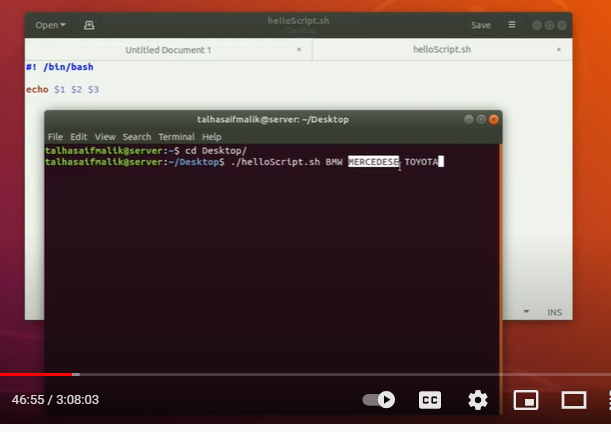 Open
helloScript.sh
~/Desktop
Save
Untitled Document 1 ×
helloScript.sh ×
#! /bin/bash
echo $1 $2 $3
talhasaifmalik@server: ~/Desktop
File Edit View Search Terminal Help
talhasaifmalik@server:~$ cd Desktop/
talhasaifmalik@server:~/Desktop$ ./helloScript.sh BMW MERCEDESE TOYOTA
INS
46:55 / 3:08:03
CC